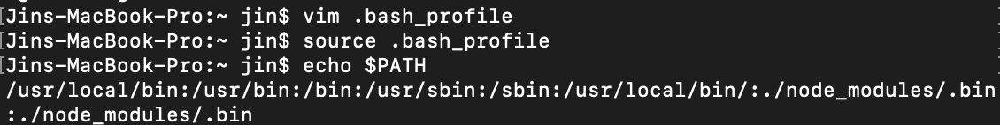 [Jins-MacBook-Pro:~ jin$ vim .bash_profile
[Jins-MacBook-Pro:~ jin$ source .bash_profile
[Jins-MacBook-Pro:~ jin$ echo $PATH
/usr/local/bin:/usr/bin:/bin:/usr/sbin:/sbin:/usr/local/bin/:./node_modules/.bin
:./node_modules/.bin